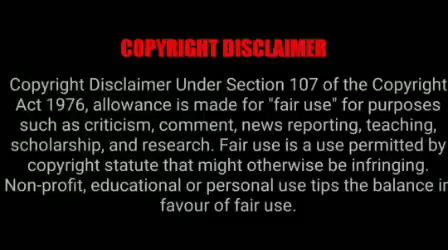 COPYRIGHT DISCLAIMER
Copyright Disclaimer Under Section 107 of the Copyright
Act 1976, allowance is made for "fair use" for purposes
such as criticism, comment, news reporting, teaching,
scholarship, and research. Fair use is a use permitted by
copyright statute that might otherwise be infringing.
Non-profit, educational or personal use tips the balance in
favour of fair use.